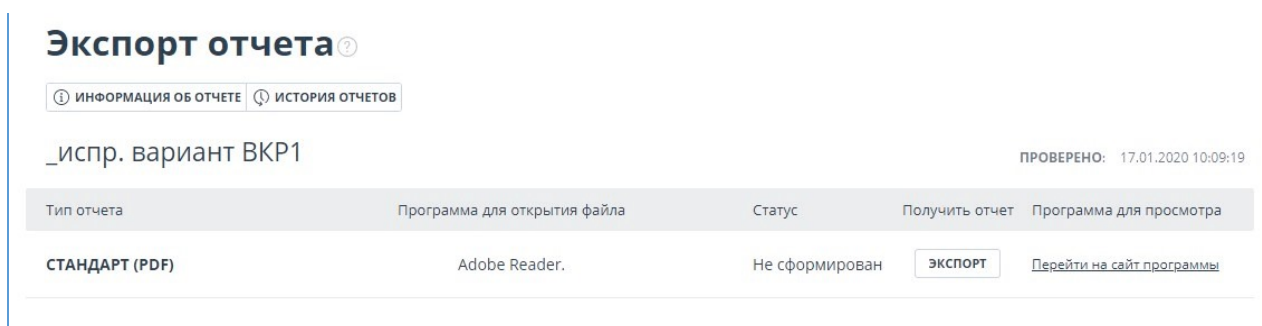 Экспорт отчета
ИНФОРМАЦИЯ ОБ ОТЧЕТЕ ИСТОРИЯ ОТЧЕТОВ
_испр. вариант ВКР1 ПРОВЕРЕНО: 17.01.2020 10:09:19
Тип отчета Программа для открытия файла Статус Получить отчет Программа для просмотра
СТАНДАРТ (PDF) Adobe Reader. Не сформирован ЭКСПОРТ Перейти на сайт программы